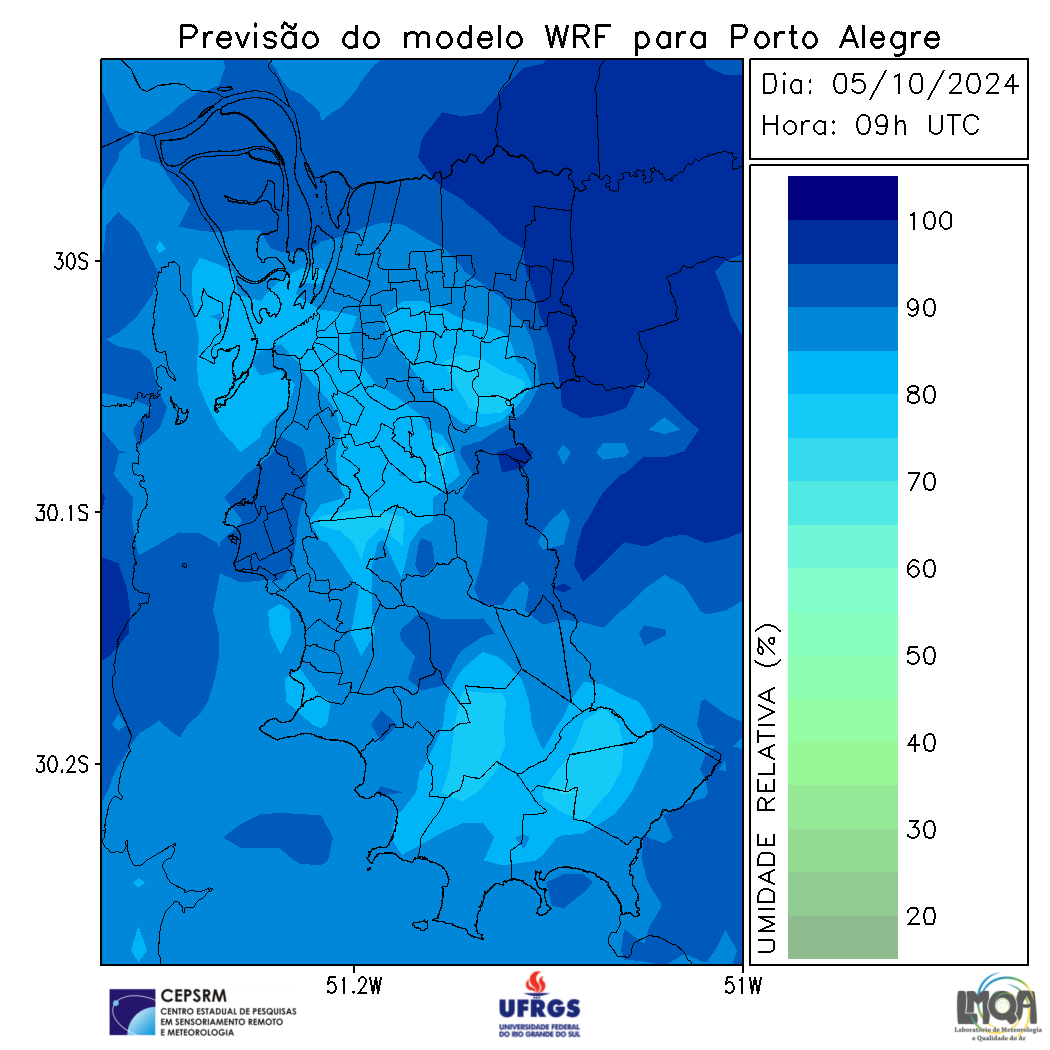 Previsão do modelo WRF para Porto Alegre
Dia: 05/10/2024
Hora: 09h UTC
30S
30.1S
30.2S
51.2W
51W
100
90
80
70
60
50
40
30
20
UMIDADE RELATIVA (%)
CEPSRM
CENTRO ESTADUAL DE PESQUISAS
EM SENSORIAMENTO REMOTO
E METEOROLOGIA
UFRGS
UNIVERSIDADE FEDERAL
DO RIO GRANDE DO SUL
LMQA
Laboratório de Meteorologia
e Qualidade do Ar